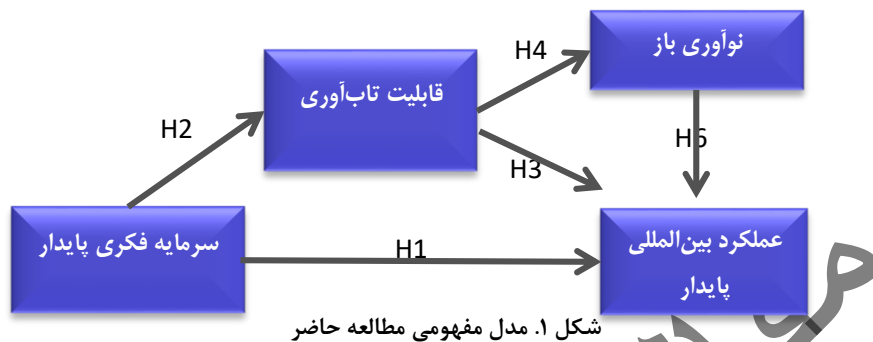 نوآوری باز
H4
قابلیت تاب‌آوری
H2
H6
H3
سرمایه فکری پایدار
عملکرد بین‌المللی
پایدار
H1
شکل ۱. مدل مفهومی مطالعه حاضر